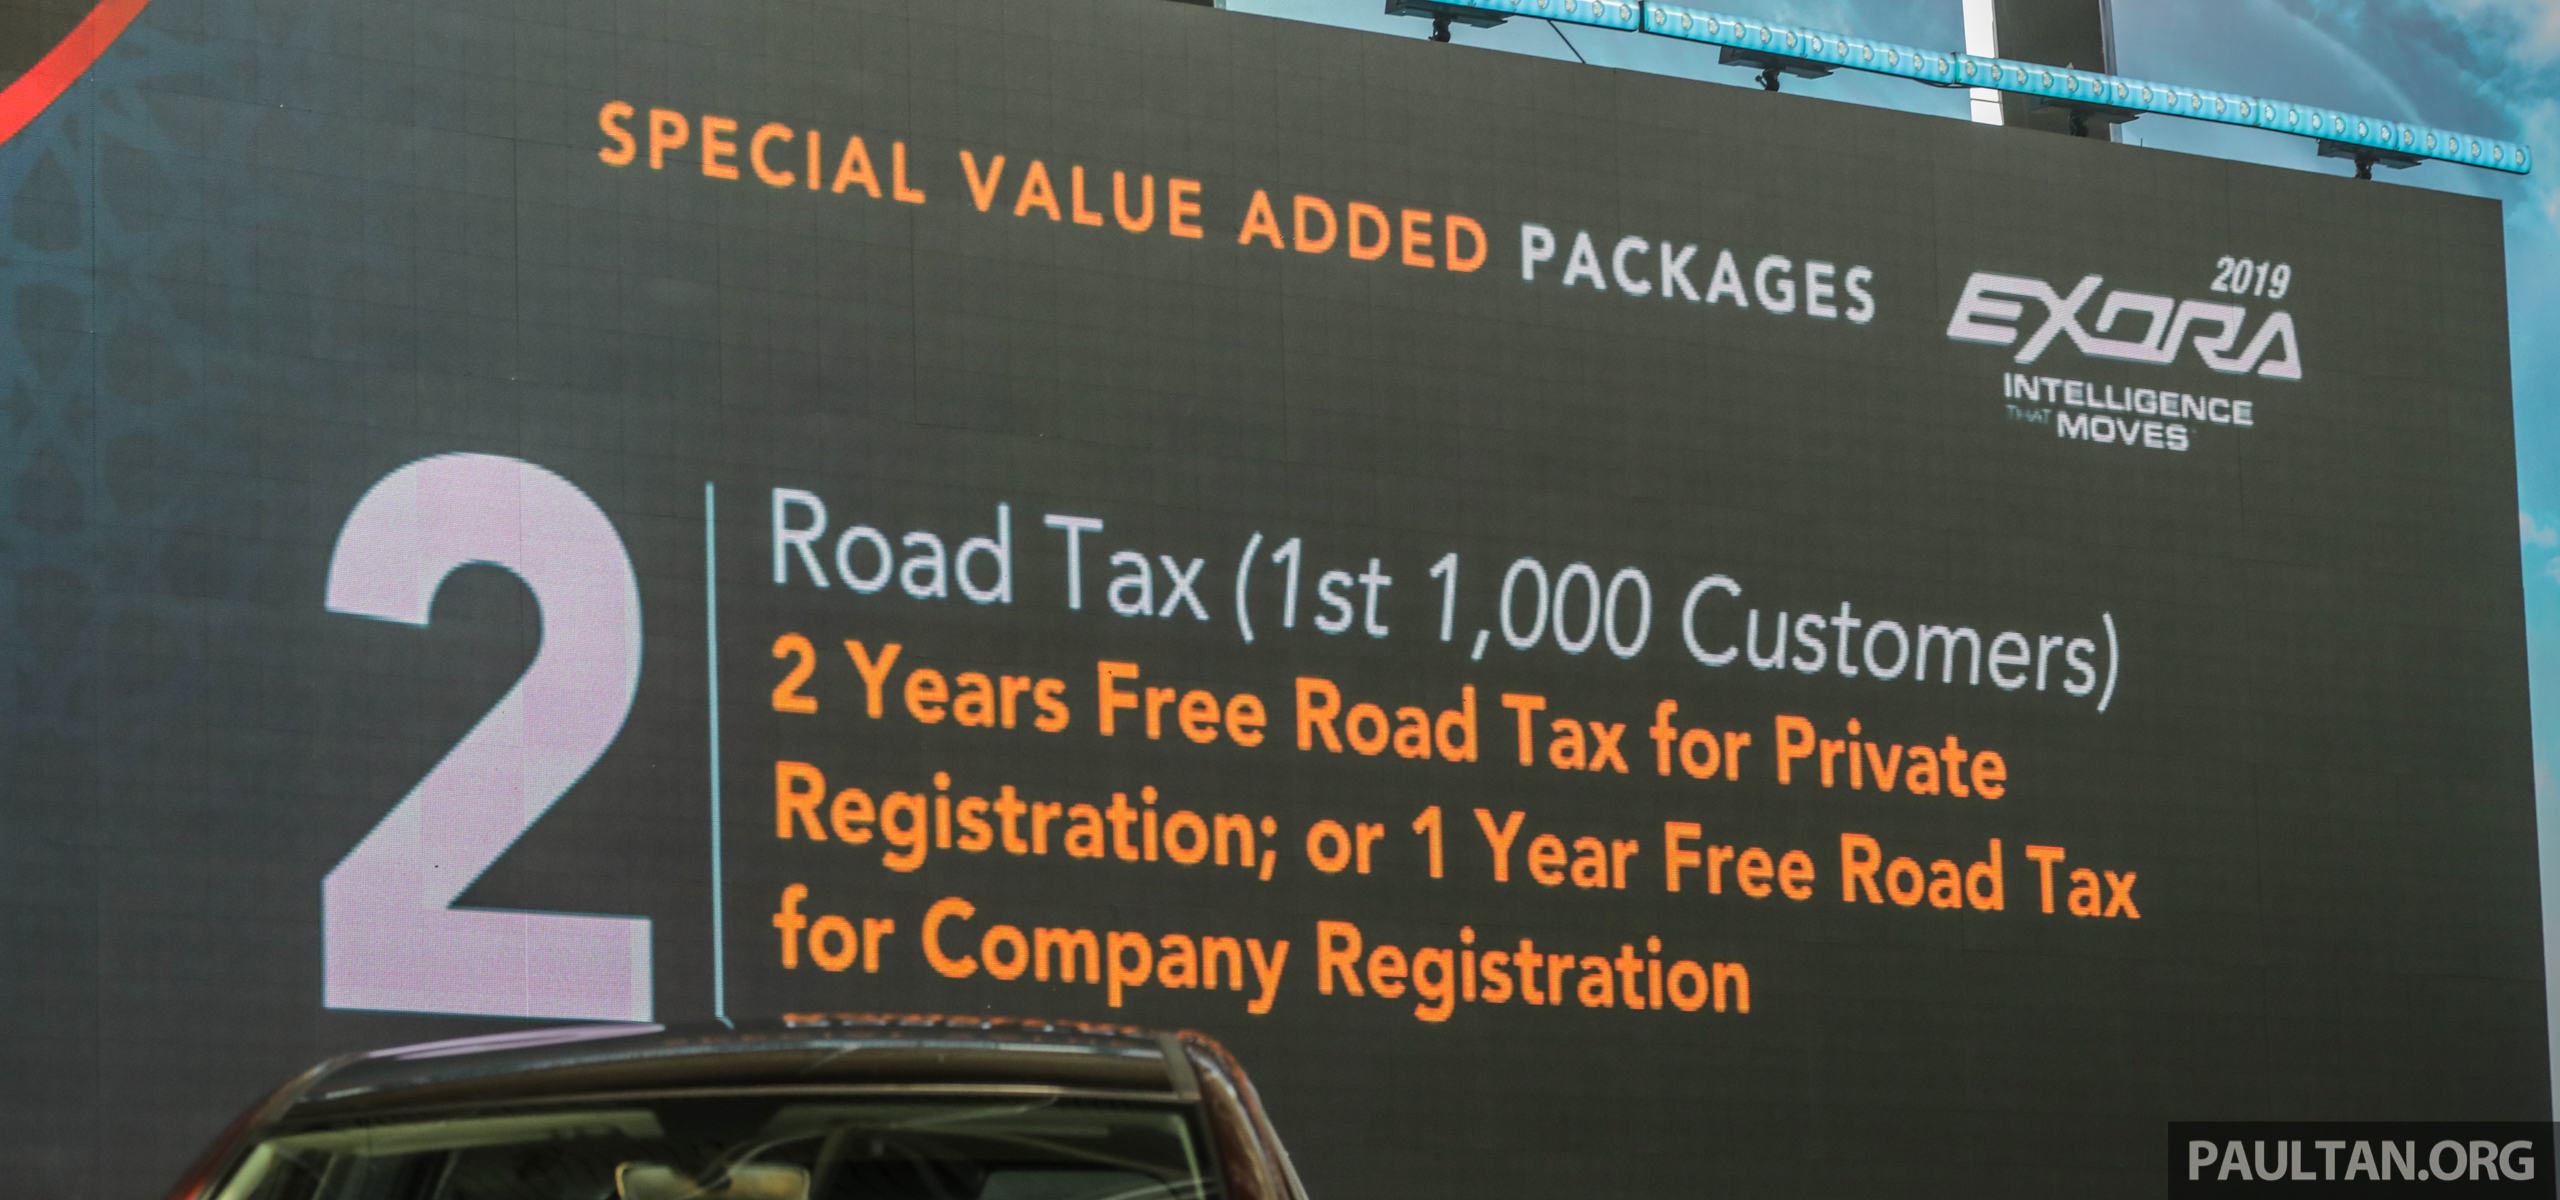 SPECIAL VALUE ADDED PACKAGES
2019
EXORA
INTELLIGENCE
THAT MOVES
2
Road Tax (1st 1,000 Customers)
2 Years Free Road Tax for Private
Registration; or 1 Year Free Road Tax
for Company Registration
PAULTAN.ORG